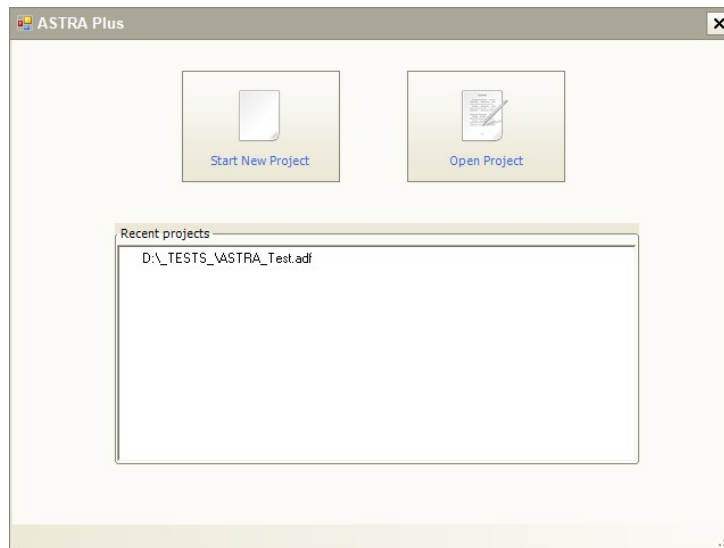 ASTRA Plus
Start New Project
Open Project
Recent projects
D:\_TESTS_\ASTRA_Test.adf